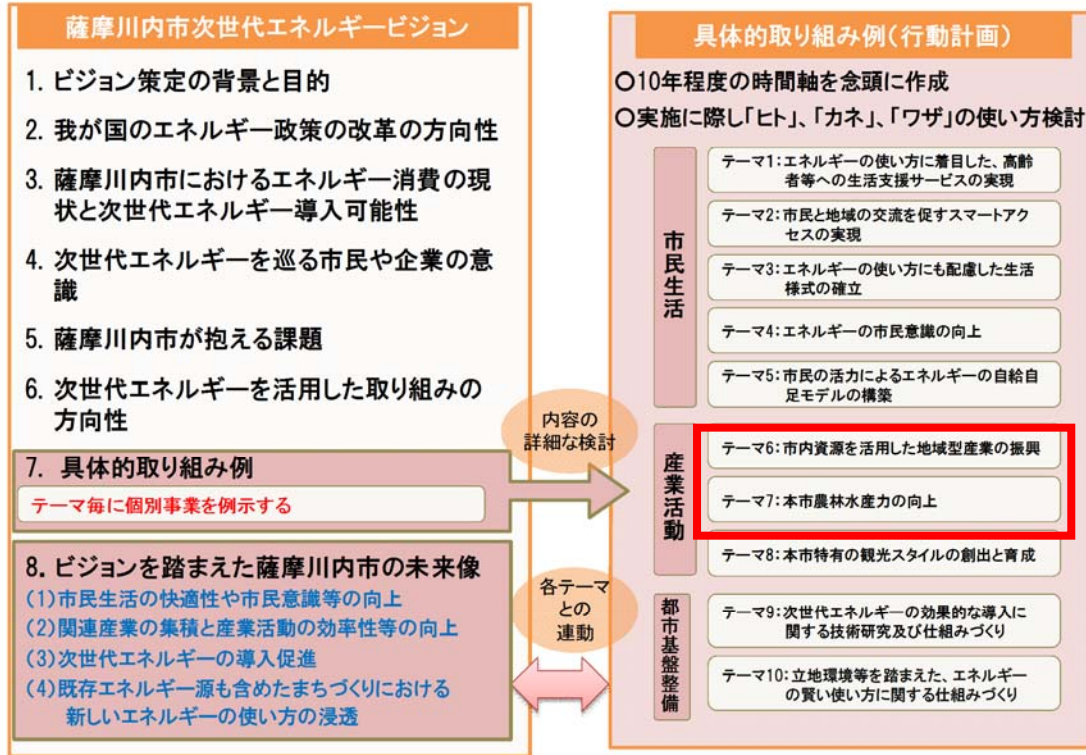 薩摩川内市次世代エネルギービジョン
1. ビジョン策定の背景と目的
2. 我が国のエネルギー政策の改革の方向性
3. 薩摩川内市におけるエネルギー消費の現
状と次世代エネルギー導入可能性
4. 次世代エネルギーを巡る市民や企業の意
識
5. 薩摩川内市が抱える課題
6. 次世代エネルギーを活用した取り組みの
方向性
7. 具体的取り組み例
テーマ毎に個別事業を例示する
8. ビジョンを踏まえた薩摩川内市の未来像
(1)市民生活の快適性や市民意識等の向上
(2)関連産業の集積と産業活動の効率性等の向上
(3)次世代エネルギーの導入促進
(4)既存エネルギー源も含めたまちづくりにおける
新しいエネルギーの使い方の浸透
内容の
詳細な検討
各テーマ
との
連動
具体的取り組み例(行動計画)
○10年程度の時間軸を念頭に作成
○実施に際し「ヒト」、「カネ」、「ワザ」の使い方検討
市民生活
テーマ1:エネルギーの使い方に着目した、高齢
者等への生活支援サービスの実現
テーマ2:市民と地域の交流を促すスマートアク
セスの実現
テーマ3:エネルギーの使い方にも配慮した生活
様式の確立
テーマ4:エネルギーの市民意識の向上
テーマ5:市民の活力によるエネルギーの自給自
足モデルの構築
産業活動
テーマ6:市内資源を活用した地域型産業の振興
テーマ7:本市農林水産力の向上
テーマ8:本市特有の観光スタイルの創出と育成
都市基盤整備
テーマ9:次世代エネルギーの効果的な導入に
関する技術研究及び仕組みづくり
テーマ10:立地環境等を踏まえた、エネルギー
の賢い使い方に関する仕組みづくり